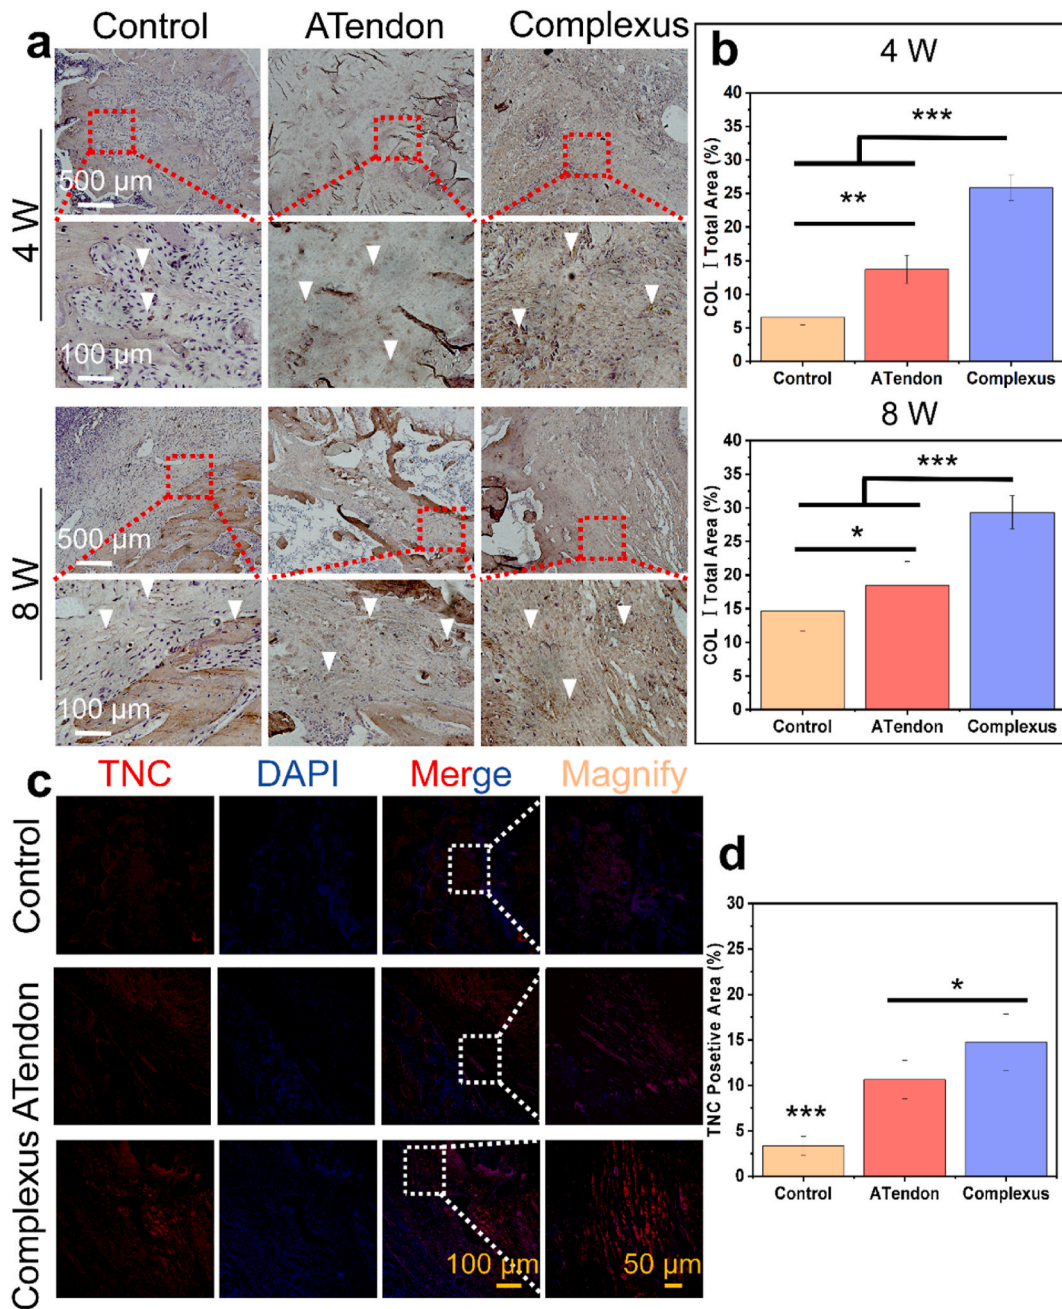 a
Control ATendon Complexus
4 W
500 μm
100 μm
8 W
500 μm
100 μm
b
4 W
COL Ⅰ Total Area (%)
40
35
30
25
20
15
10
5
0
***
**
Control ATendon Complexus
8 W
COL Ⅰ Total Area (%)
40
35
30
25
20
15
10
5
0
***
*
Control ATendon Complexus
c
TNC DAPI Merge Magnify
Control
ATendon
Complexus
100 μm
50 μm
d
TNC Posetive Area (%)
30
25
20
15
10
5
0
***
*
Control ATendon Complexus